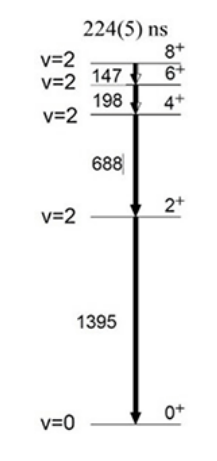 224(5) ns
v=2 8⁺
v=2 147 6⁺
v=2 198 4⁺
688
v=2 2⁺
1395
v=0 0⁺